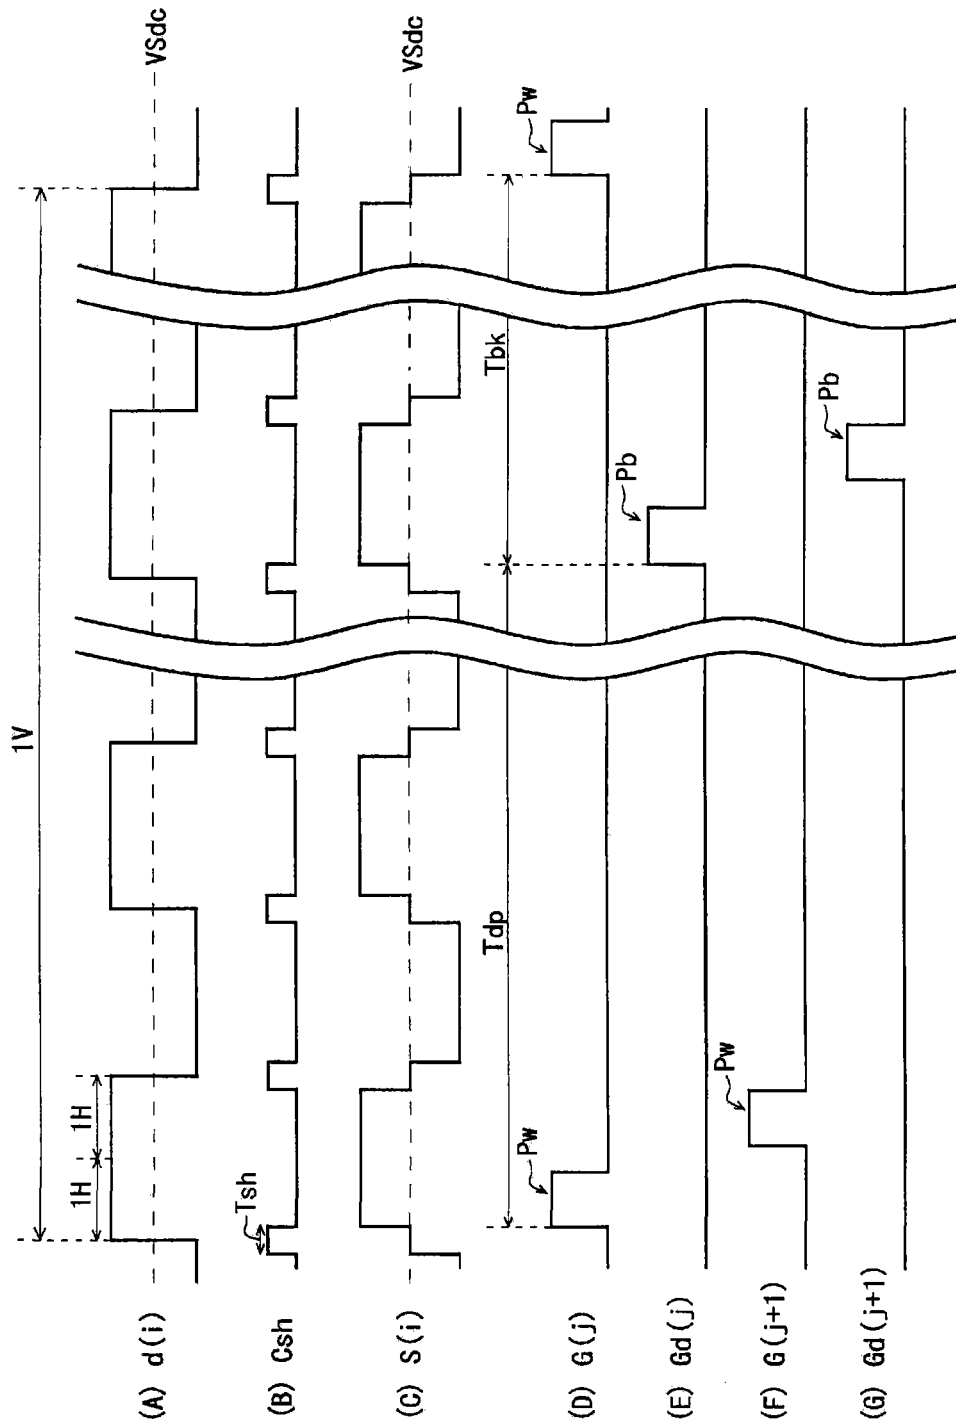 1V
1H
1H
(A) d(i)
VSdc
(B) Csh
Tsh
(C) S(i)
VSdc
Tdp
Tbk
(D) G(j)
Pw
Pw
(E) Gd(j)
Pb
(F) G(j+1)
Pw
(G) Gd(j+1)
Pb